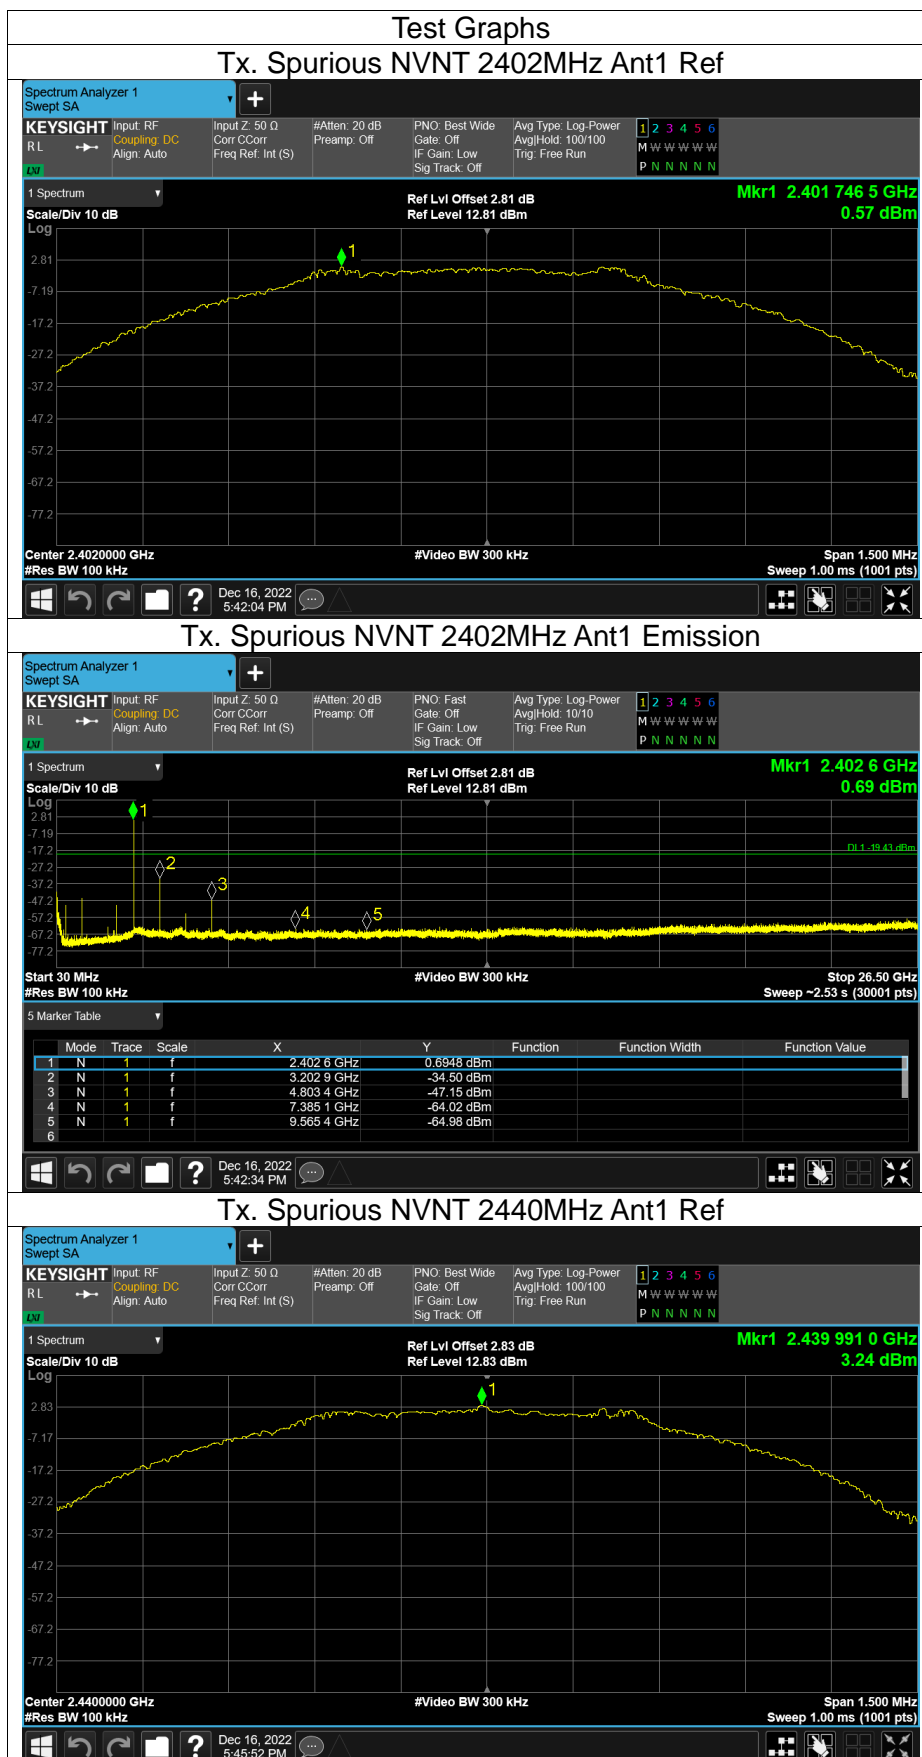 Test Graphs
Tx. Spurious NVNT 2402MHz Ant1 Ref
Spectrum Analyzer 1
Swept SA
+
KEYSIGHT Input: RF Input Z: 50 Ω #Atten: 20 dB PNO: Best Wide Avg Type: Log-Power 1 2 3 4 5 6
RL Coupling: DC Corr CCorr Preamp: Off Gate: Off Avg|Hold: 100/100 M W W W W W
Align: Auto Freq Ref: Int (S) IF Gain: Low Trig: Free Run
LXI Sig Track: Off P N N N N N
1 Spectrum
Ref Lvl Offset 2.81 dB Mkr1 2.401 746 5 GHz
Scale/Div 10 dB Ref Level 12.81 dBm 0.57 dBm
Log
1
2.81
-7.19
-17.2
-27.2
-37.2
-47.2
-57.2
-67.2
-77.2
Center 2.4020000 GHz #Video BW 300 kHz Span 1.500 MHz
#Res BW 100 kHz Sweep 1.00 ms (1001 pts)
? Dec 16, 2022
5:42:04 PM
Tx. Spurious NVNT 2402MHz Ant1 Emission
Spectrum Analyzer 1
Swept SA
+
KEYSIGHT Input: RF Input Z: 50 Ω #Atten: 20 dB PNO: Fast Avg Type: Log-Power 1 2 3 4 5 6
RL Coupling: DC Corr CCorr Preamp: Off Gate: Off Avg|Hold: 10/10 M W W W W W
Align: Auto Freq Ref: Int (S) IF Gain: Low Trig: Free Run
LXI Sig Track: Off P N N N N N
1 Spectrum
Ref Lvl Offset 2.81 dB Mkr1 2.402 6 GHz
Scale/Div 10 dB Ref Level 12.81 dBm 0.69 dBm
Log
1
2.81
-7.19
-17.2 DL1 -19.43 dBm
2
-27.2
-37.2 3
-47.2
-57.2 4 5
-67.2
-77.2
Start 30 MHz #Video BW 300 kHz Stop 26.50 GHz
#Res BW 100 kHz Sweep ~2.53 s (30001 pts)
5 Marker Table
Mode Trace Scale X Y Function Function Width Function Value
1 N 1 f 2.402 6 GHz 0.6948 dBm
2 N 1 f 3.202 9 GHz -34.50 dBm
3 N 1 f 4.803 4 GHz -47.15 dBm
4 N 1 f 7.385 1 GHz -64.02 dBm
5 N 1 f 9.565 4 GHz -64.98 dBm
6
? Dec 16, 2022
5:42:34 PM
Tx. Spurious NVNT 2440MHz Ant1 Ref
Spectrum Analyzer 1
Swept SA
+
KEYSIGHT Input: RF Input Z: 50 Ω #Atten: 20 dB PNO: Best Wide Avg Type: Log-Power 1 2 3 4 5 6
RL Coupling: DC Corr CCorr Preamp: Off Gate: Off Avg|Hold: 100/100 M W W W W W
Align: Auto Freq Ref: Int (S) IF Gain: Low Trig: Free Run
LXI Sig Track: Off P N N N N N
1 Spectrum
Ref Lvl Offset 2.83 dB Mkr1 2.439 991 0 GHz
Scale/Div 10 dB Ref Level 12.83 dBm 3.24 dBm
Log
1
2.83
-7.17
-17.2
-27.2
-37.2
-47.2
-57.2
-67.2
-77.2
Center 2.4400000 GHz #Video BW 300 kHz Span 1.500 MHz
#Res BW 100 kHz Sweep 1.00 ms (1001 pts)
? Dec 16, 2022
5:45:52 PM